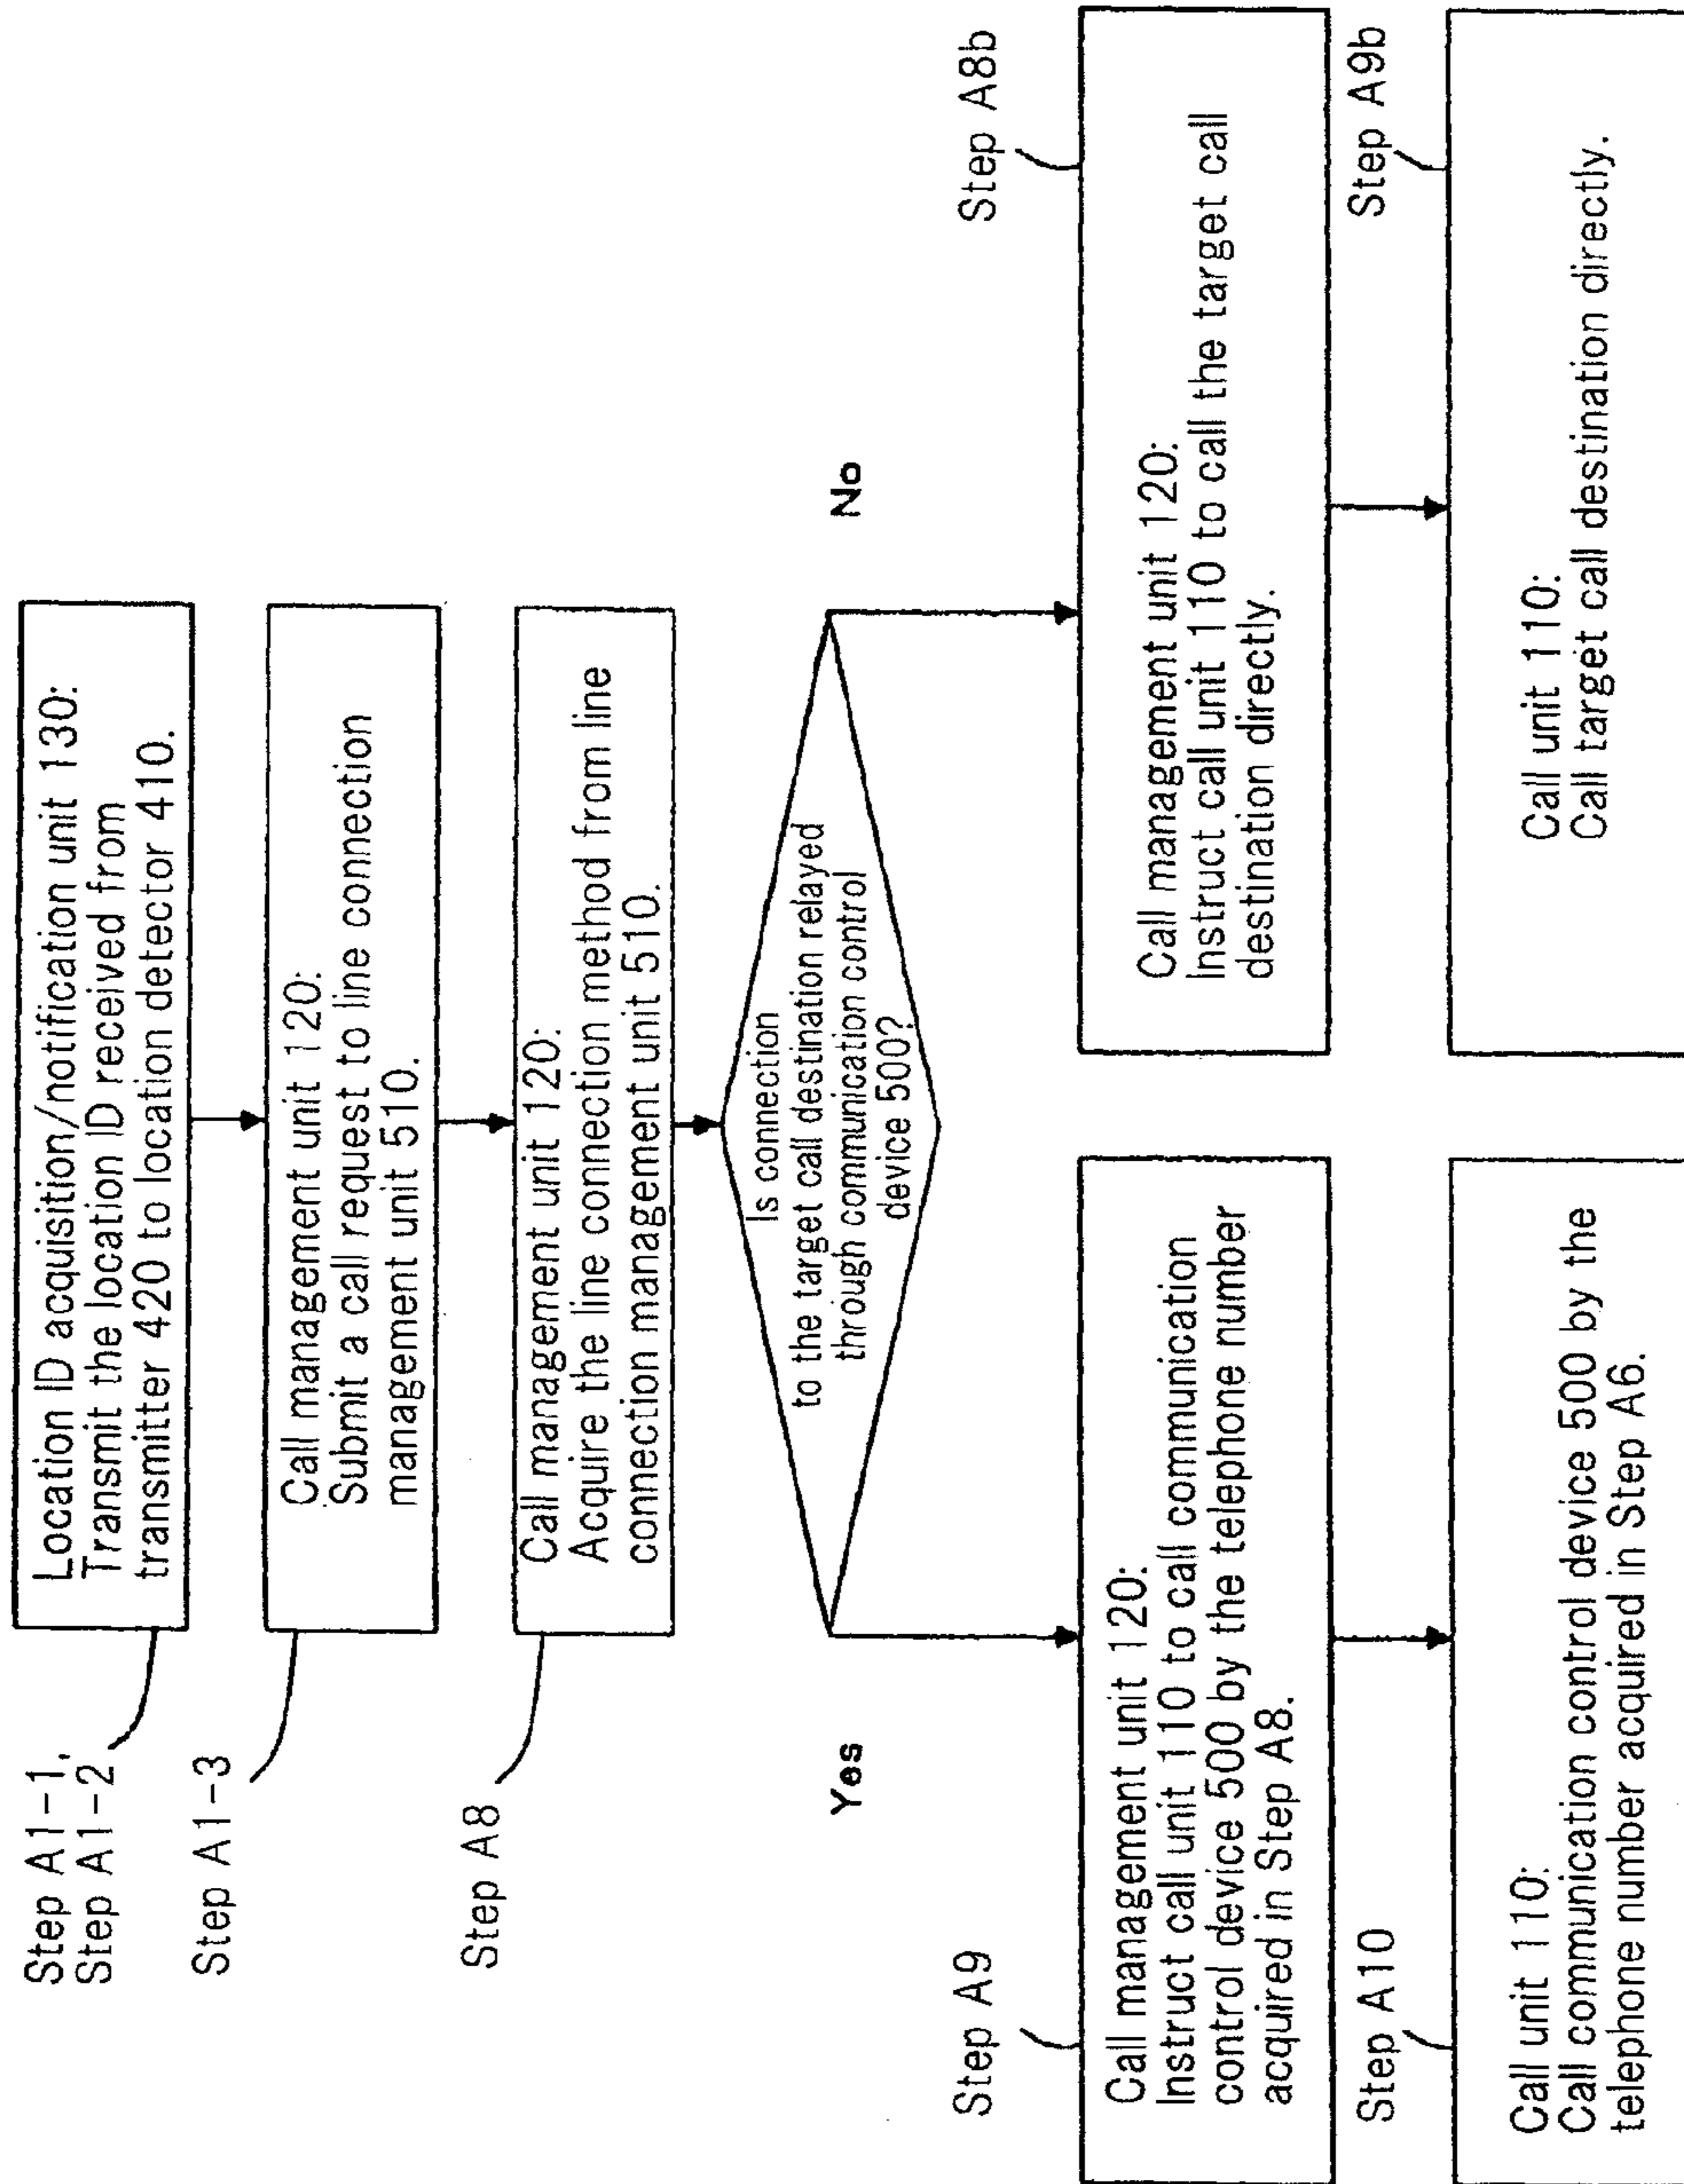 Step A1-1,
Step A1-2
Location ID acquisition/notification unit 130:
Transmit the location ID received from
transmitter 420 to location detector 410.
Step A1-3
Call management unit 120:
Submit a call request to line connection
management unit 510.
Step A8
Call management unit 120:
Acquire the line connection method from line
connection management unit 510.
Is connection
to the target call destination relayed
through communication control
device 500?
Yes
No
Step A9
Call management unit 120:
Instruct call unit 110 to call communication
control device 500 by the telephone number
acquired in Step A8.
Step A8b
Call management unit 120:
Instruct call unit 110 to call the target call
destination directly.
Step A10
Call unit 110:
Call communication control device 500 by the
telephone number acquired in Step A6.
Step A9b
Call unit 110:
Call target call destination directly.